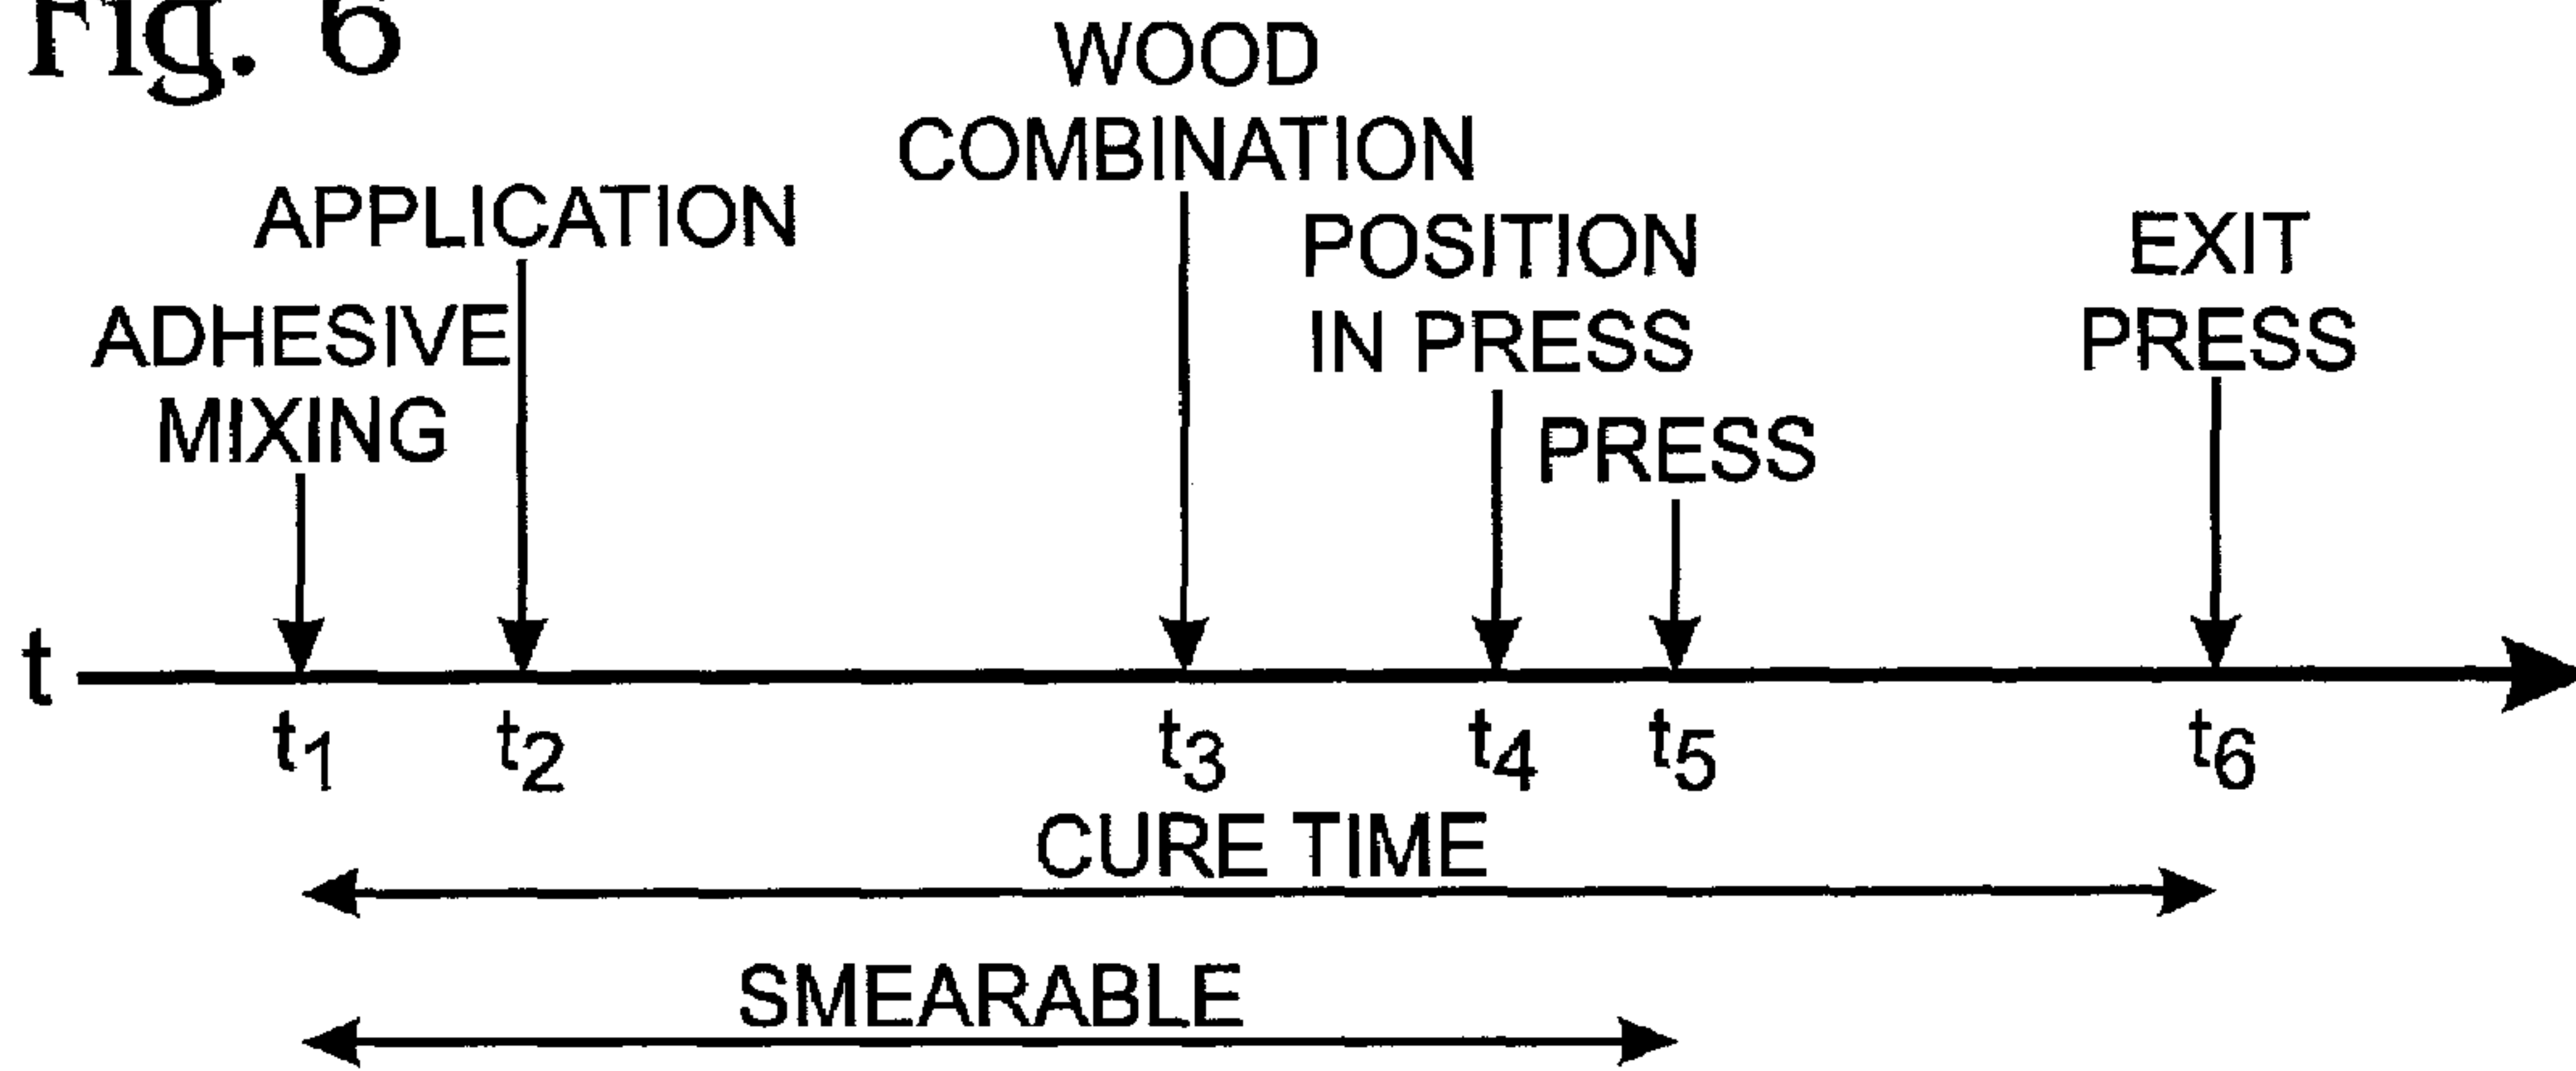 Fig. 6
WOOD
COMBINATION
APPLICATION
POSITION
IN PRESS
EXIT
PRESS
ADHESIVE
MIXING
PRESS
t
t1
t2
t3
t4
t5
t6
CURE TIME
SMEARABLE